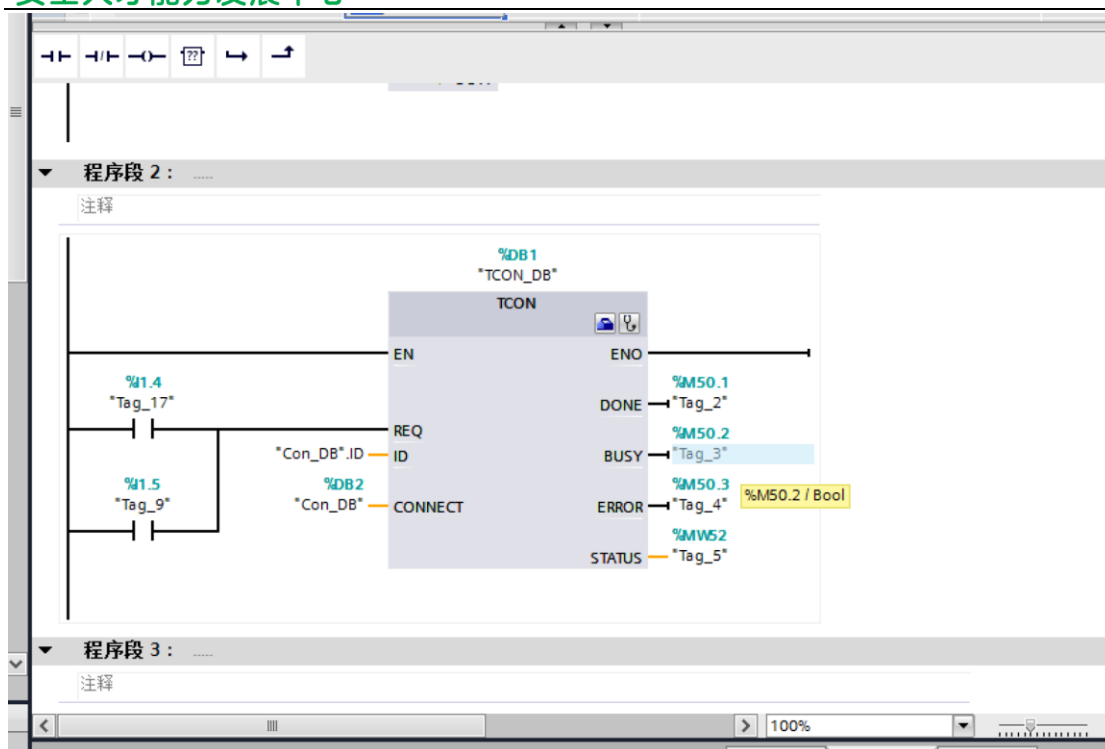 程序段 2： .....
注释
%DB1
"TCON_DB"
TCON
EN
ENO
%I1.4
"Tag_17"
%M50.1
DONE
"Tag_2"
REQ
%M50.2
"Con_DB".ID
ID
BUSY
"Tag_3"
%I1.5
%DB2
%M50.3
"Tag_9"
"Con_DB"
CONNECT
ERROR
"Tag_4"
%M50.2 / Bool
%MW52
STATUS
"Tag_5"
程序段 3： .....
注释
100%